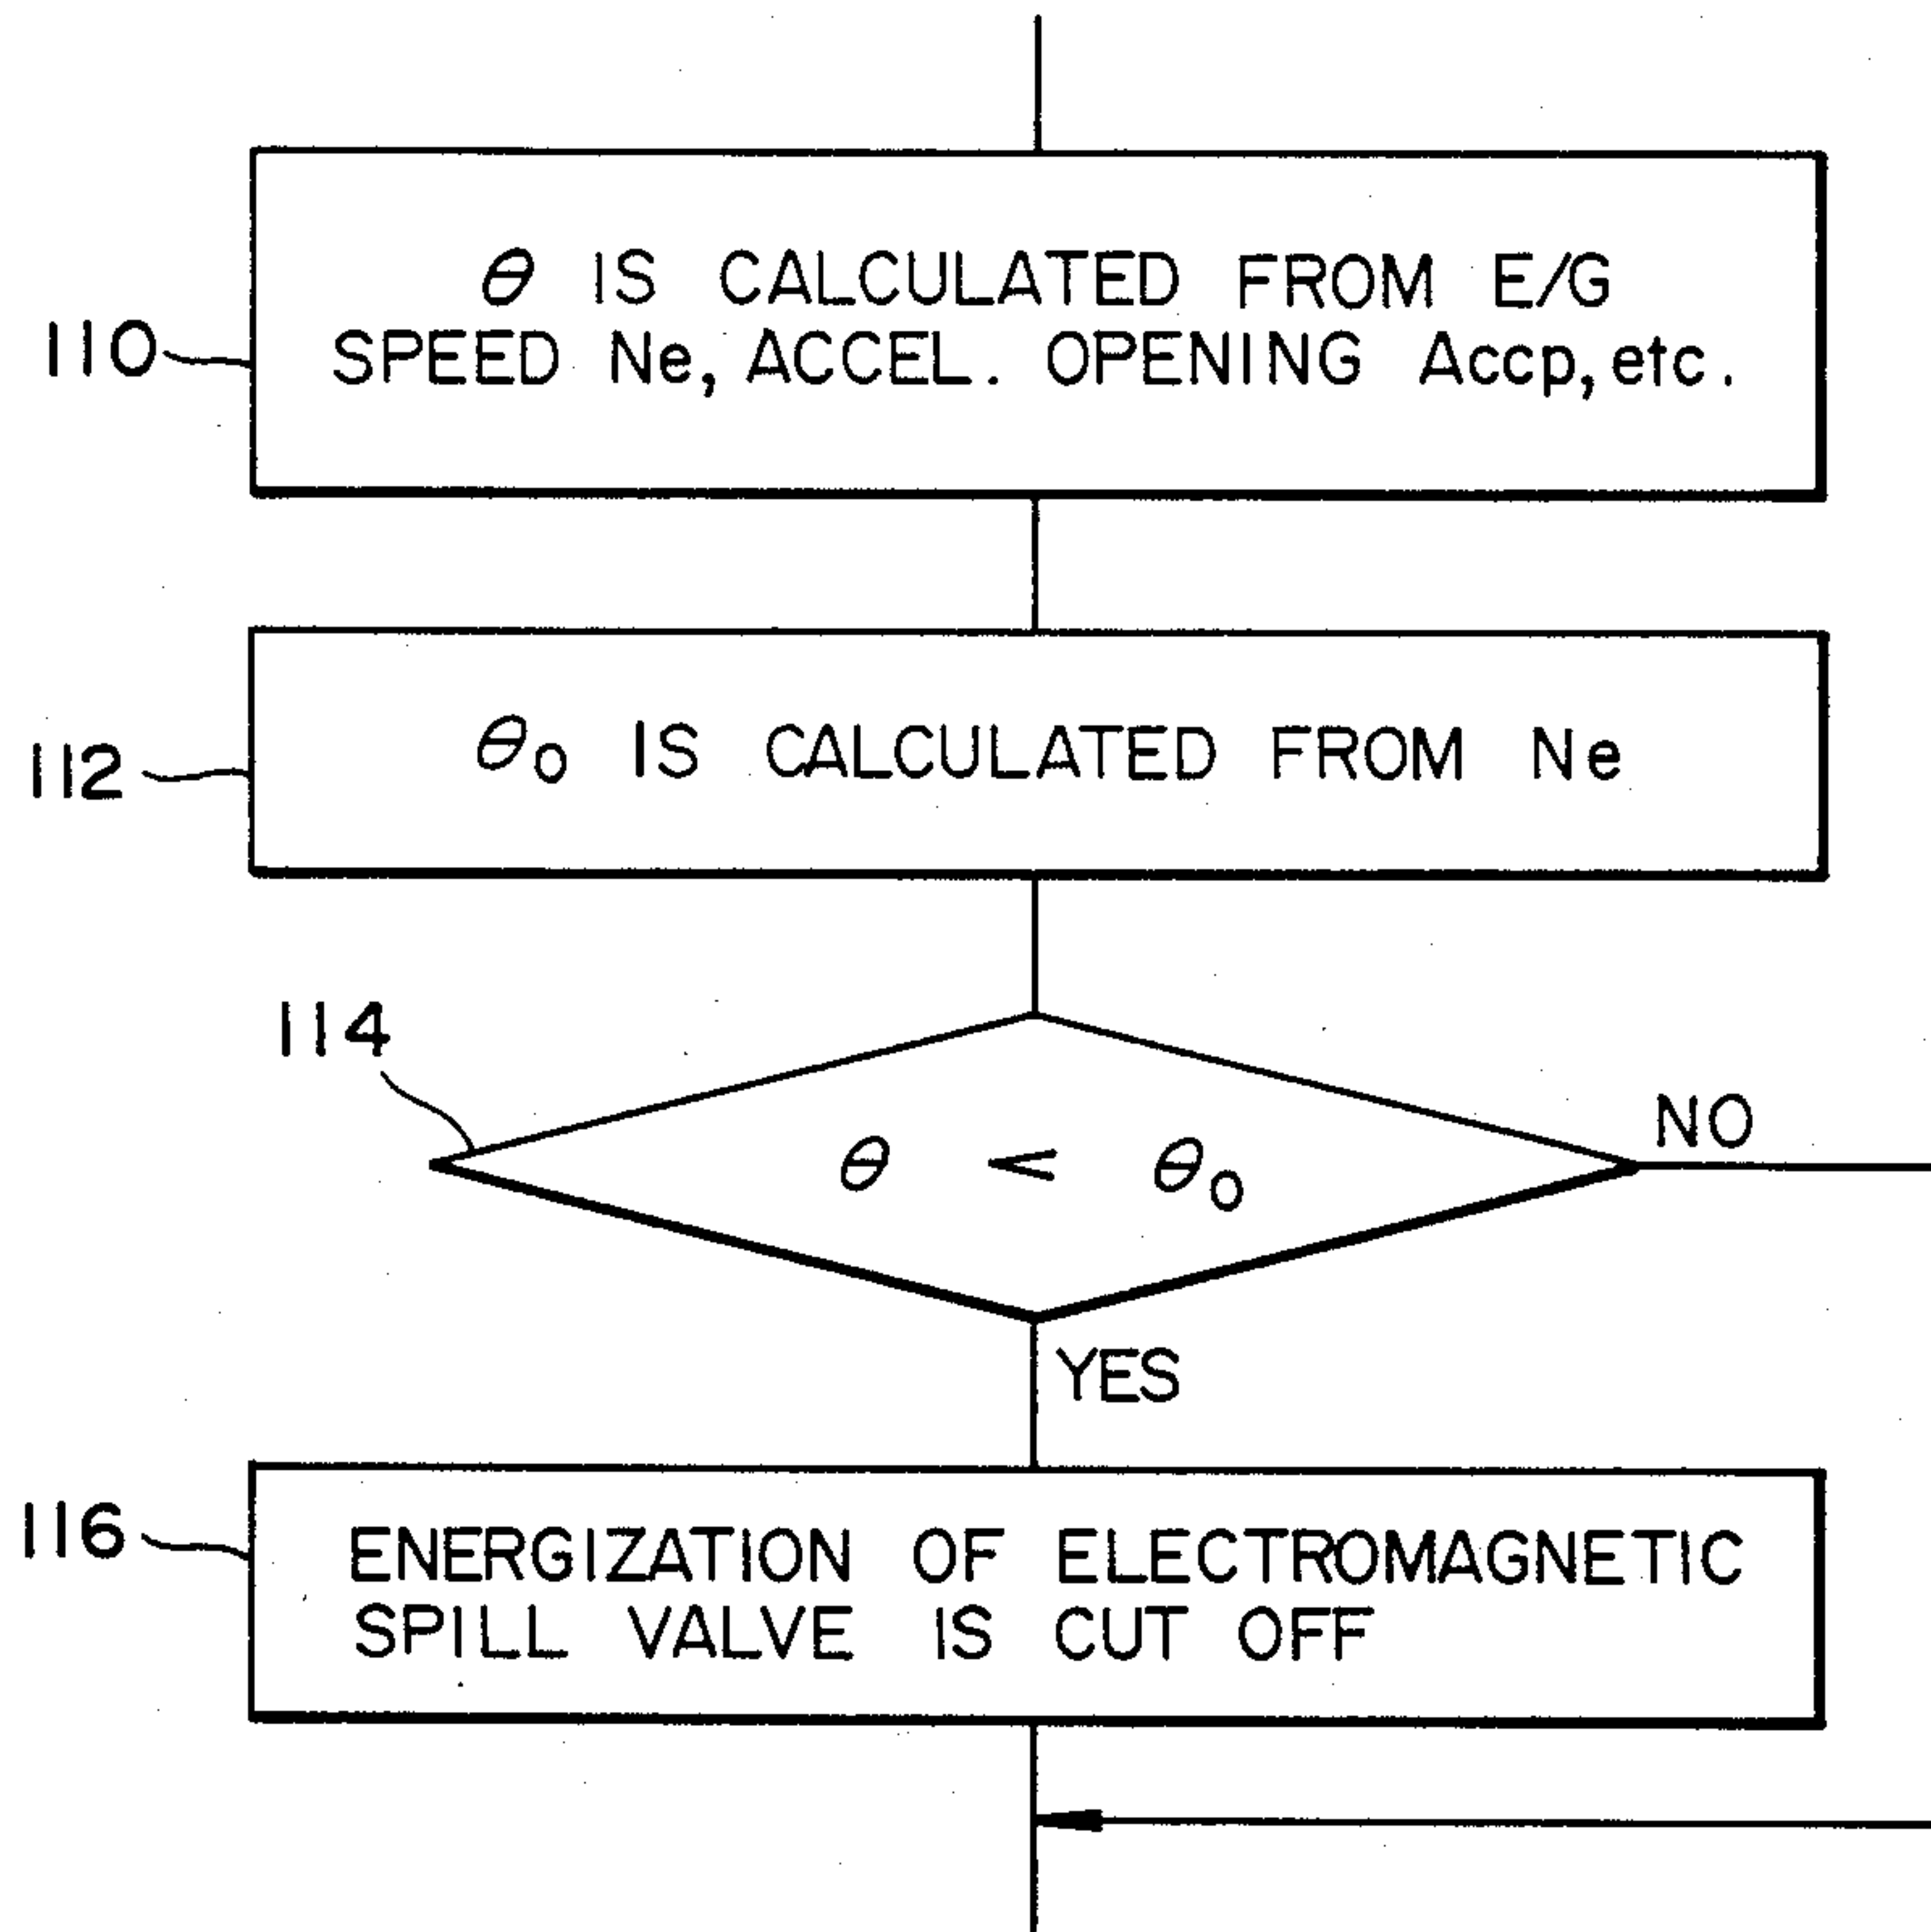 θ IS CALCULATED FROM E/G
110
SPEED Ne, ACCEL. OPENING Accp, etc.
112
θ₀ IS CALCULATED FROM Ne
114
θ < θ₀
NO
YES
116
ENERGIZATION OF ELECTROMAGNETIC
SPILL VALVE IS CUT OFF